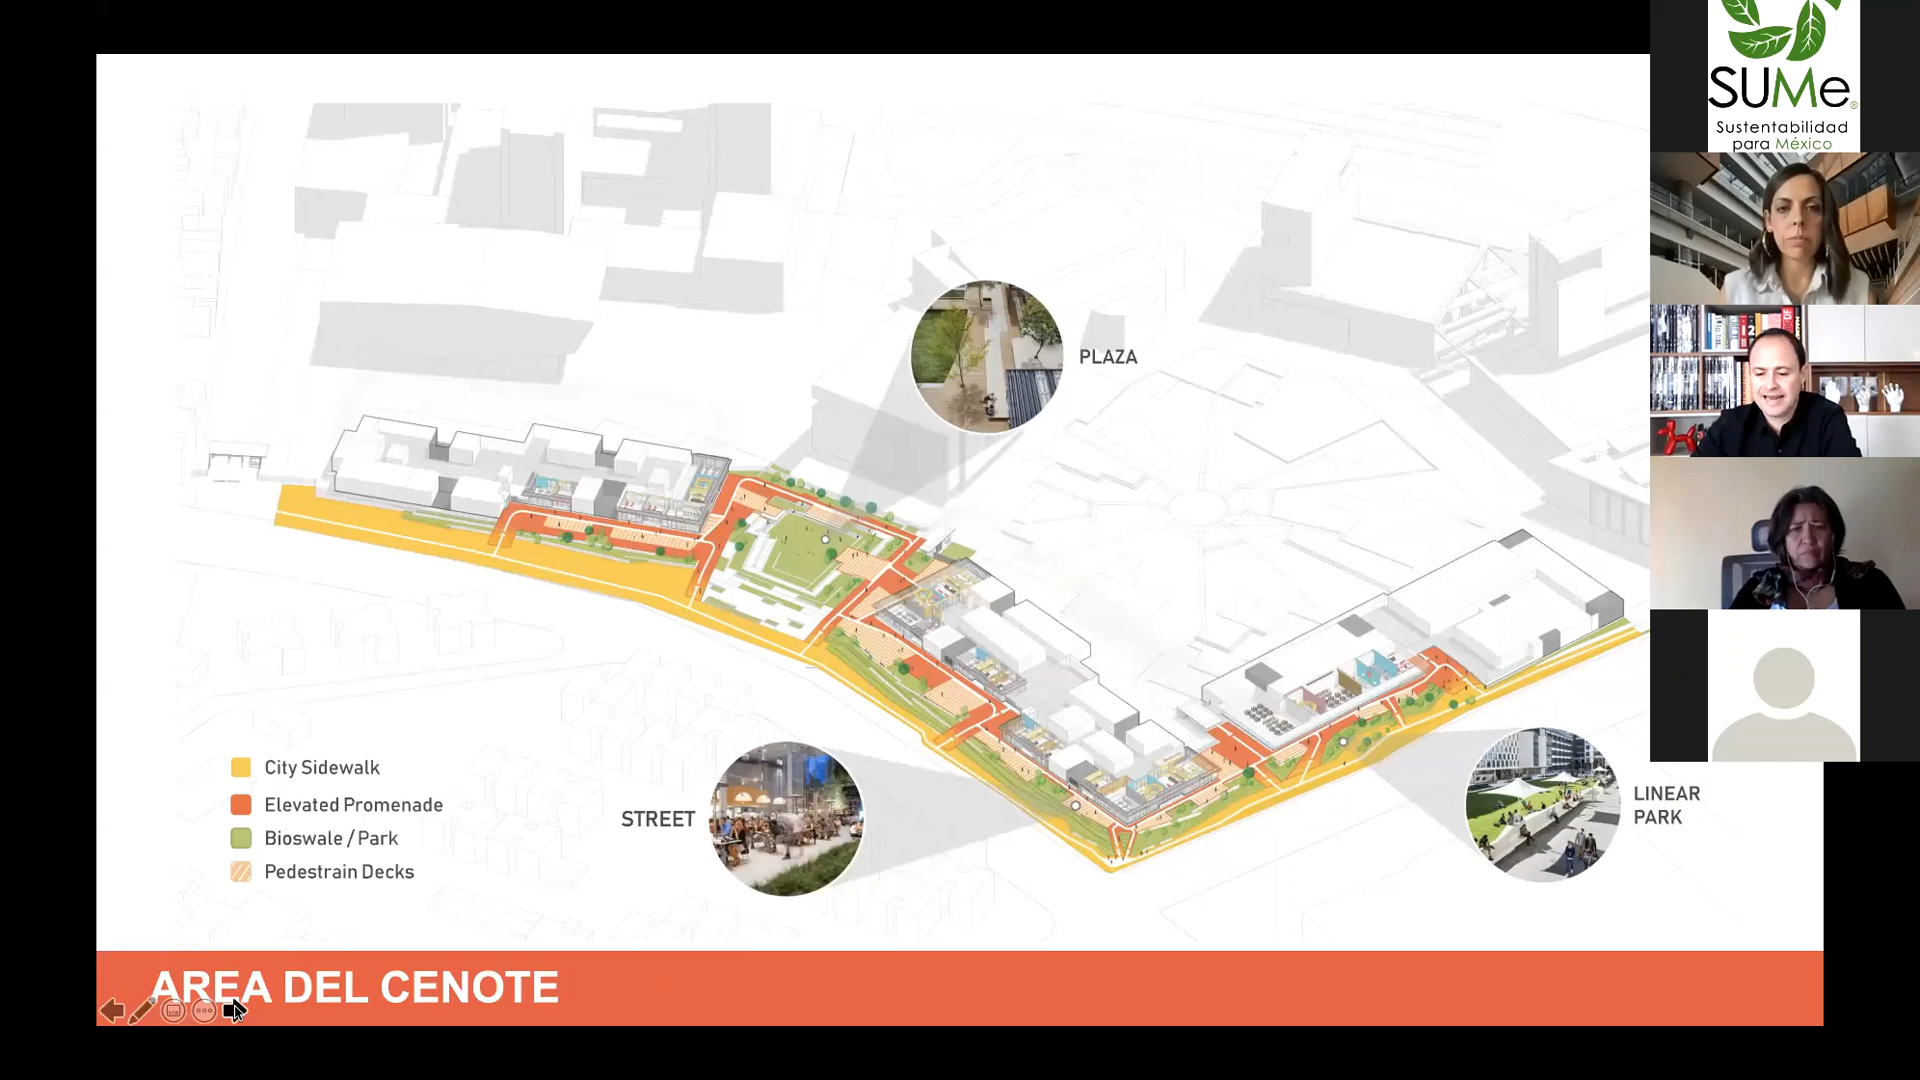 PLAZA
City Sidewalk
Elevated Promenade
Bioswale / Park
Pedestrain Decks
STREET
LINEAR
PARK
AREA DEL CENOTE
SUMe
Sustentabilidad
para México